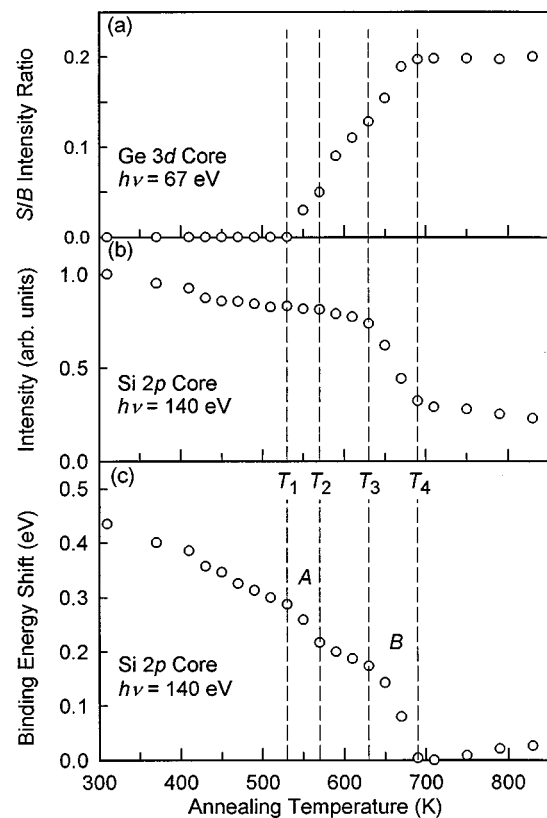 (a)
S/B Intensity Ratio
0.2
0.1
0.0
Ge 3d Core
hν = 67 eV
(b)
Intensity (arb. units)
1.0
0.5
0.0
Si 2p Core
hν = 140 eV
(c)
T1 T2 T3 T4
Binding Energy Shift (eV)
0.5
0.4
0.3
0.2
0.1
0.0
A
B
Si 2p Core
hν = 140 eV
300 400 500 600 700 800
Annealing Temperature (K)